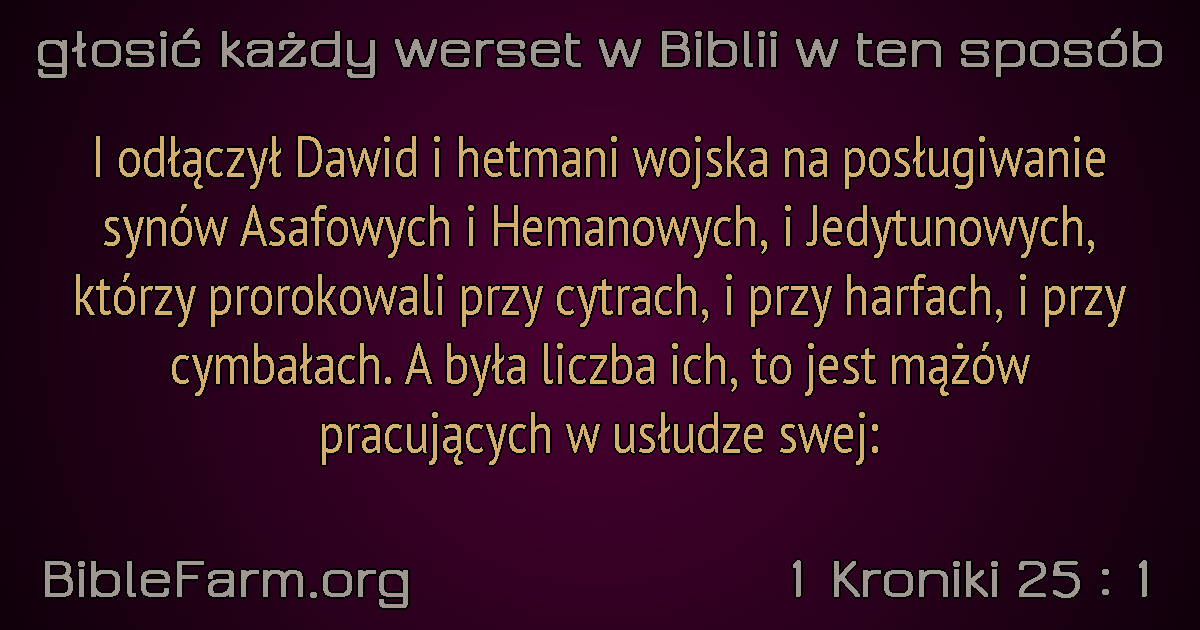 głosić każdy werset w Biblii w ten sposób
I odłączył Dawid i hetmani wojska na posługiwanie
synów Asafowych i Hemanowych, i Jedytunowych,
którzy prorokowali przy cytrach, i przy harfach, i przy
cymbałach. A była liczba ich, to jest mążów
pracujących w usłudze swej:
BibleFarm.org
1 Kroniki 25 : 1